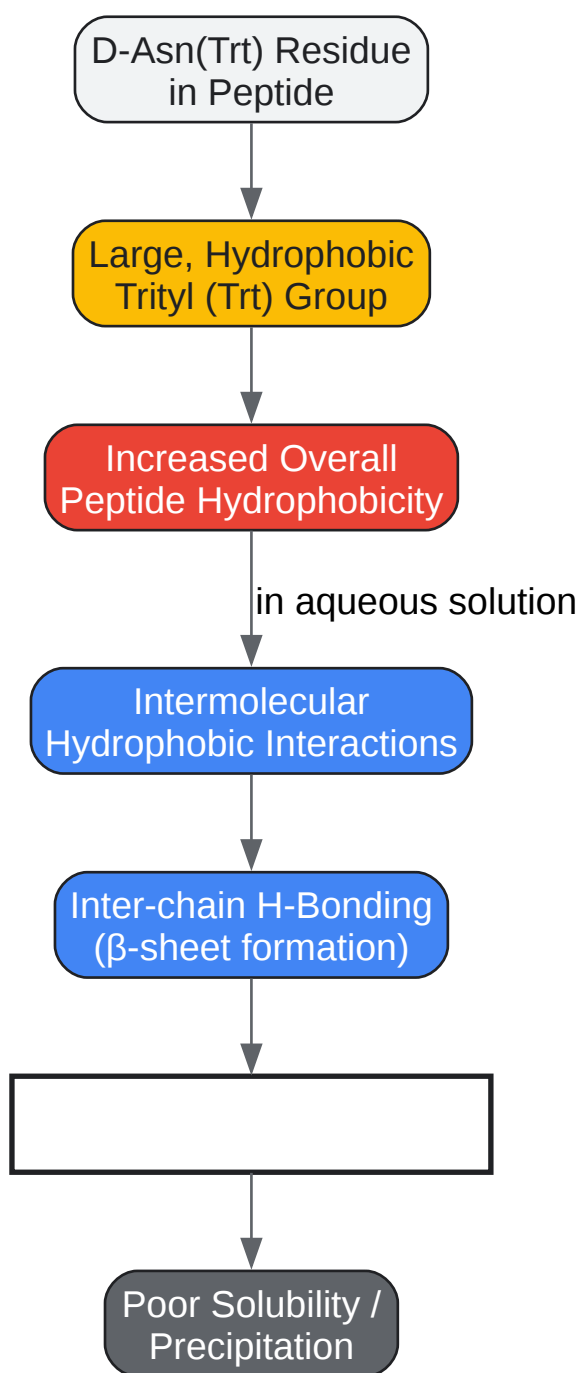 D-Asn(Trt) Residue
in Peptide
Large, Hydrophobic
Trityl (Trt) Group
Increased Overall
Peptide Hydrophobicity
in aqueous solution
Intermolecular
Hydrophobic Interactions
Inter-chain H-Bonding
(β-sheet formation)
Poor Solubility /
Precipitation